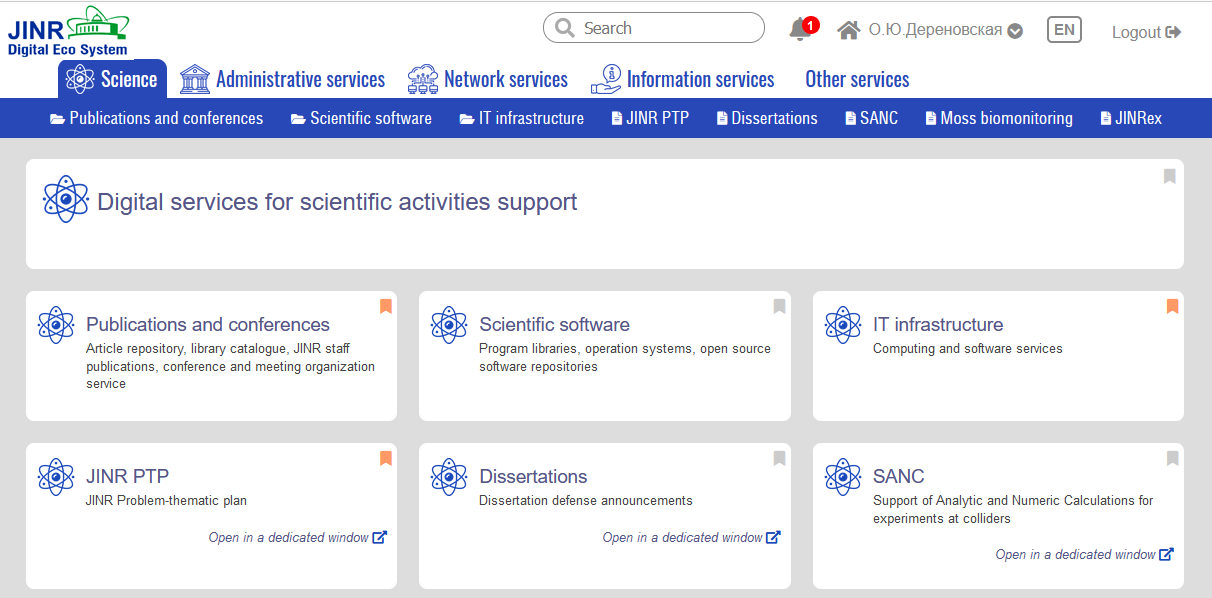 JINR
Digital Eco System
Search
1
О.Ю.Дереновская
EN
Logout
Science
Administrative services
Network services
Information services
Other services
Publications and conferences
Scientific software
IT infrastructure
JINR PTP
Dissertations
SANC
Moss biomonitoring
JINRex
Digital services for scientific activities support
Publications and conferences
Article repository, library catalogue, JINR staff
publications, conference and meeting organization
service
Scientific software
Program libraries, operation systems, open source
software repositories
IT infrastructure
Computing and software services
JINR PTP
JINR Problem-thematic plan
Open in a dedicated window
Dissertations
Dissertation defense announcements
Open in a dedicated window
SANC
Support of Analytic and Numeric Calculations for
experiments at colliders
Open in a dedicated window